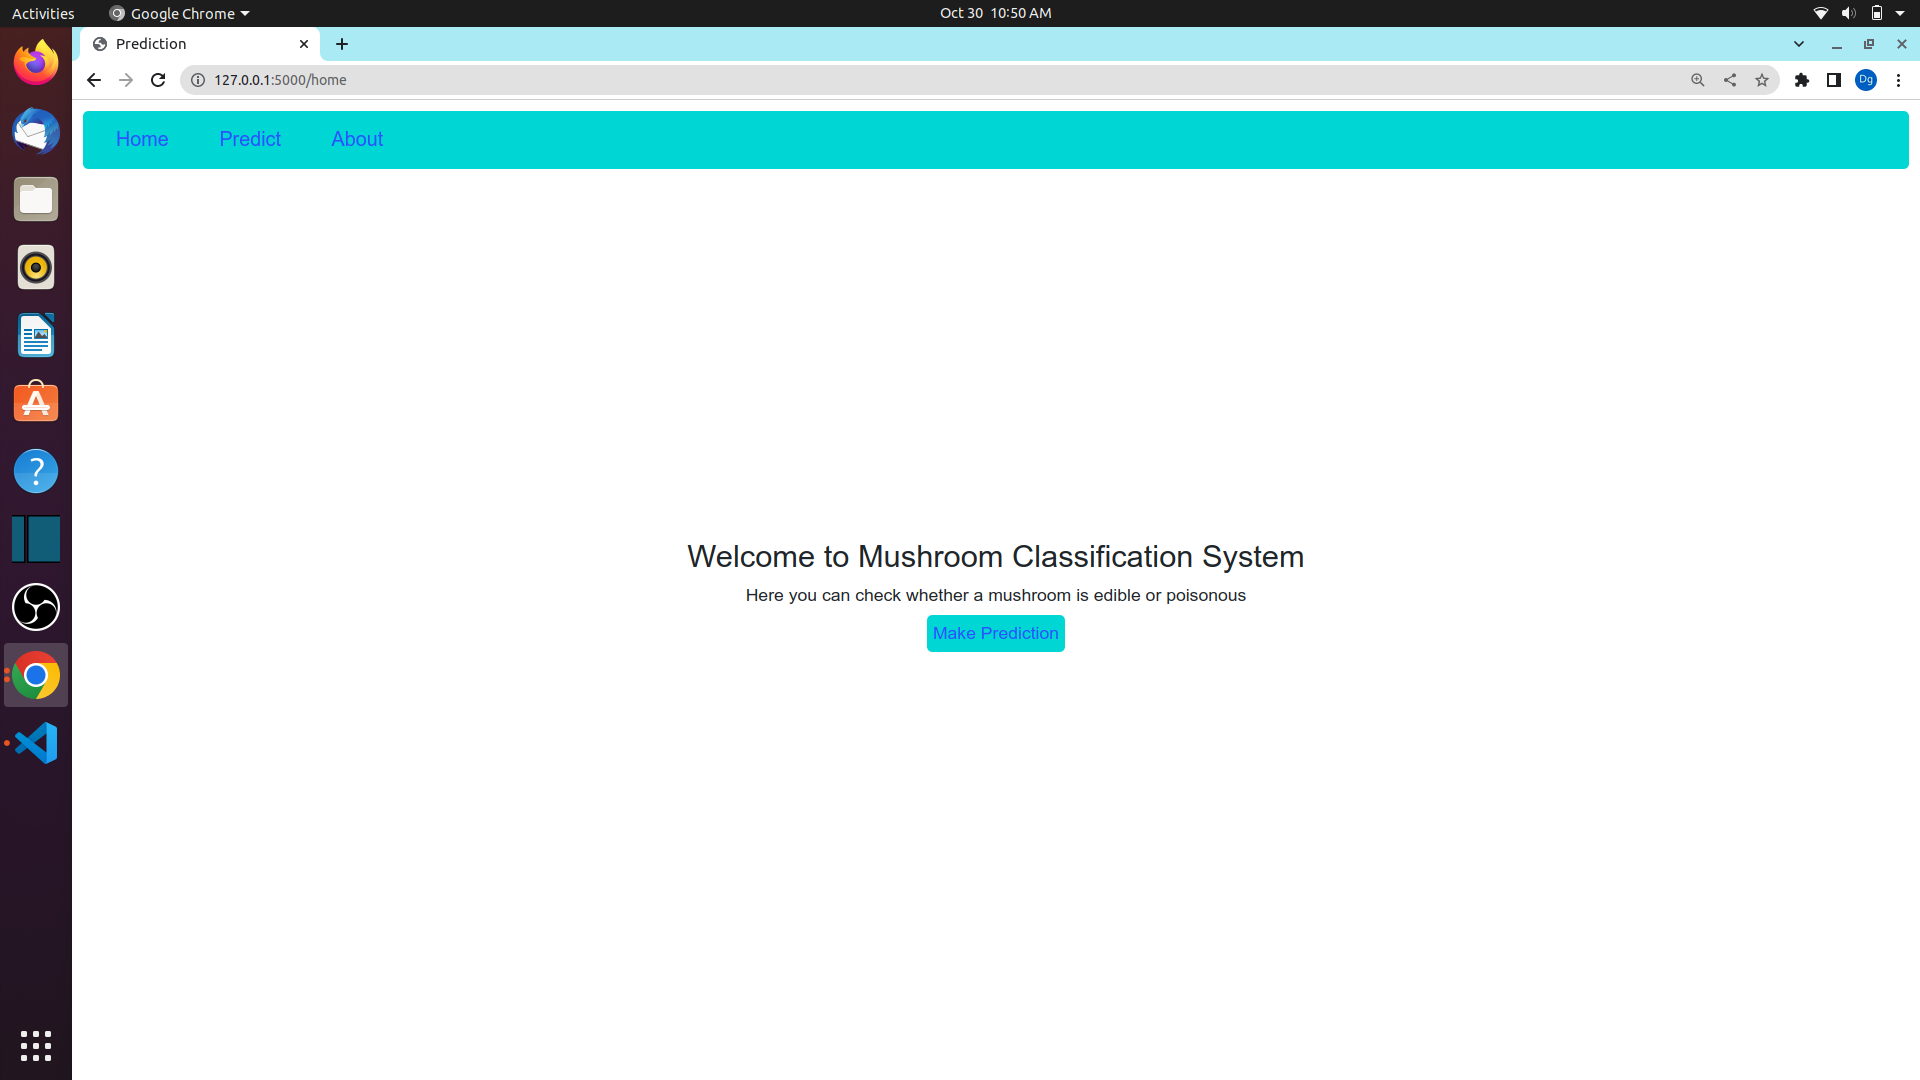 Activities Google Chrome Oct 30 10:50 AM
Prediction
127.0.0.1:5000/home Dg
Home Predict About
Welcome to Mushroom Classification System
Here you can check whether a mushroom is edible or poisonous
Make Prediction